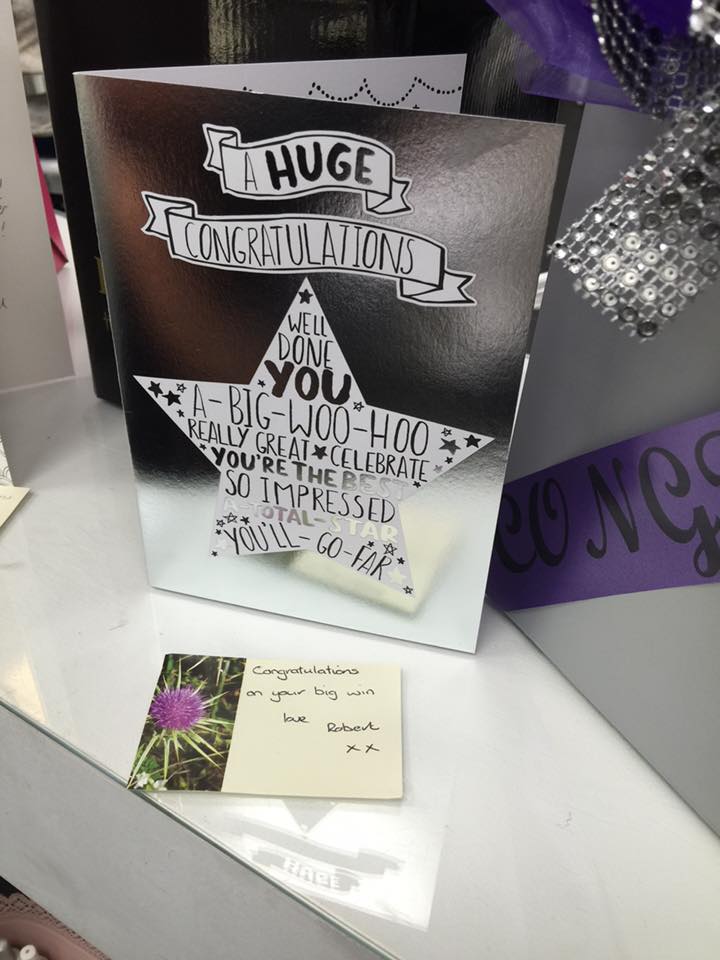 A HUGE
CONGRATULATIONS
WELL
DONE
YOU
A-BIG-WOO-HOO
REALLY GREAT CELEBRATE
YOU'RE THE BEST
SO IMPRESSED
A-TOTAL-STAR
YOU'LL-GO-FAR
CONG
Congratulations
on your big win
love
Robert
xx